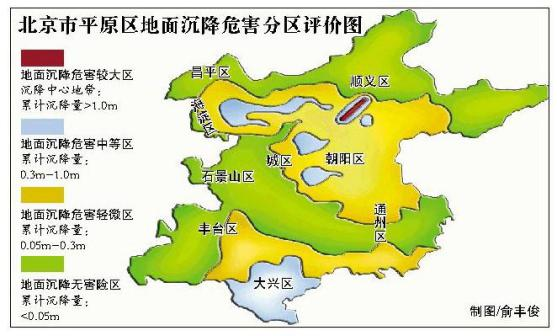 北京市平原区地面沉降危害分区评价图
地面沉降危害较大区
沉降中心地带:
累计沉降量>1.0m
地面沉降危害中等区
累计沉降量:
0.3m-1.0m
地面沉降危害轻微区
累计沉降量:
0.05m-0.3m
地面沉降无害险区
累计沉降量:
<0.05m
昌平区
顺义区
海淀区
城区
朝阳区
石景山区
通州区
丰台区
大兴区
制图/俞丰俊